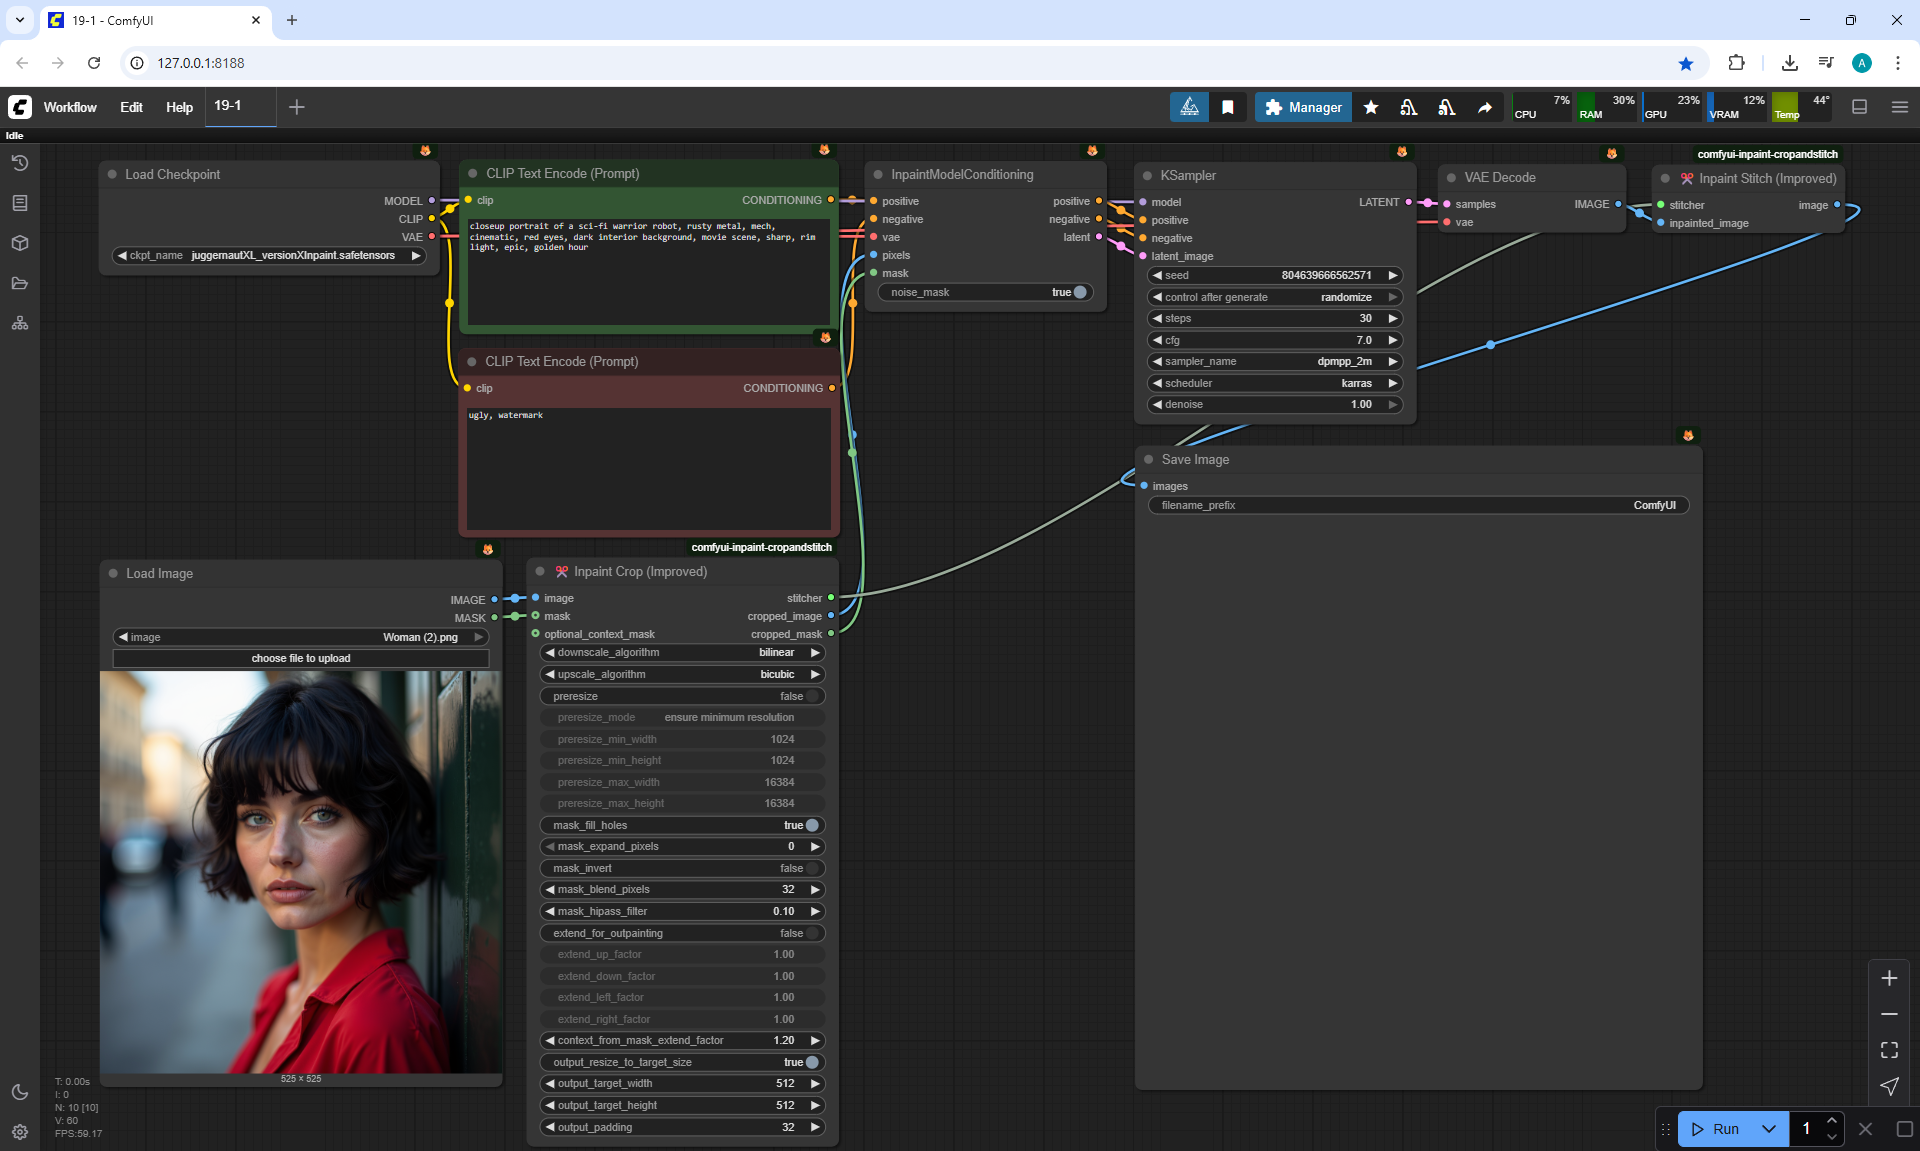 19-1 - ComfyUI
127.0.0.1:8188
Workflow Edit Help 19-1
Manager
CPU 7% RAM 30% GPU 23% VRAM 12% Temp 44°
Idle
Load Checkpoint
MODEL
CLIP
VAE
ckpt_name juggernautXL_versionXInpaint.safetensors
CLIP Text Encode (Prompt)
clip CONDITIONING
closeup portrait of a sci-fi warrior robot, rusty metal, mech,
cinematic, red eyes, dark interior background, movie scene, sharp, rim
light, epic, golden hour
CLIP Text Encode (Prompt)
clip CONDITIONING
ugly, watermark
InpaintModelConditioning
positive positive
negative negative
vae latent
pixels
mask
noise_mask true
KSampler
model LATENT
positive
negative
latent_image
seed 804639666562571
control after generate randomize
steps 30
cfg 7.0
sampler_name dpmpp_2m
scheduler karras
denoise 1.00
VAE Decode
samples IMAGE
vae
comfyui-inpaint-cropandstitch
Inpaint Stitch (Improved)
stitcher image
inpainted_image
Save Image
images
filename_prefix ComfyUI
Load Image
IMAGE
MASK
image Woman (2).png
choose file to upload
525 × 525
comfyui-inpaint-cropandstitch
Inpaint Crop (Improved)
image stitcher
mask cropped_image
optional_context_mask cropped_mask
downscale_algorithm bilinear
upscale_algorithm bicubic
preresize false
preresize_mode ensure minimum resolution
preresize_min_width 1024
preresize_min_height 1024
preresize_max_width 16384
preresize_max_height 16384
mask_fill_holes true
mask_expand_pixels 0
mask_invert false
mask_blend_pixels 32
mask_hipass_filter 0.10
extend_for_outpainting false
extend_up_factor 1.00
extend_down_factor 1.00
extend_left_factor 1.00
extend_right_factor 1.00
context_from_mask_extend_factor 1.20
output_resize_to_target_size true
output_target_width 512
output_target_height 512
output_padding 32
T: 0.00s
I: 0
N: 10 [10]
V: 60
FPS:59.17
Run 1
A